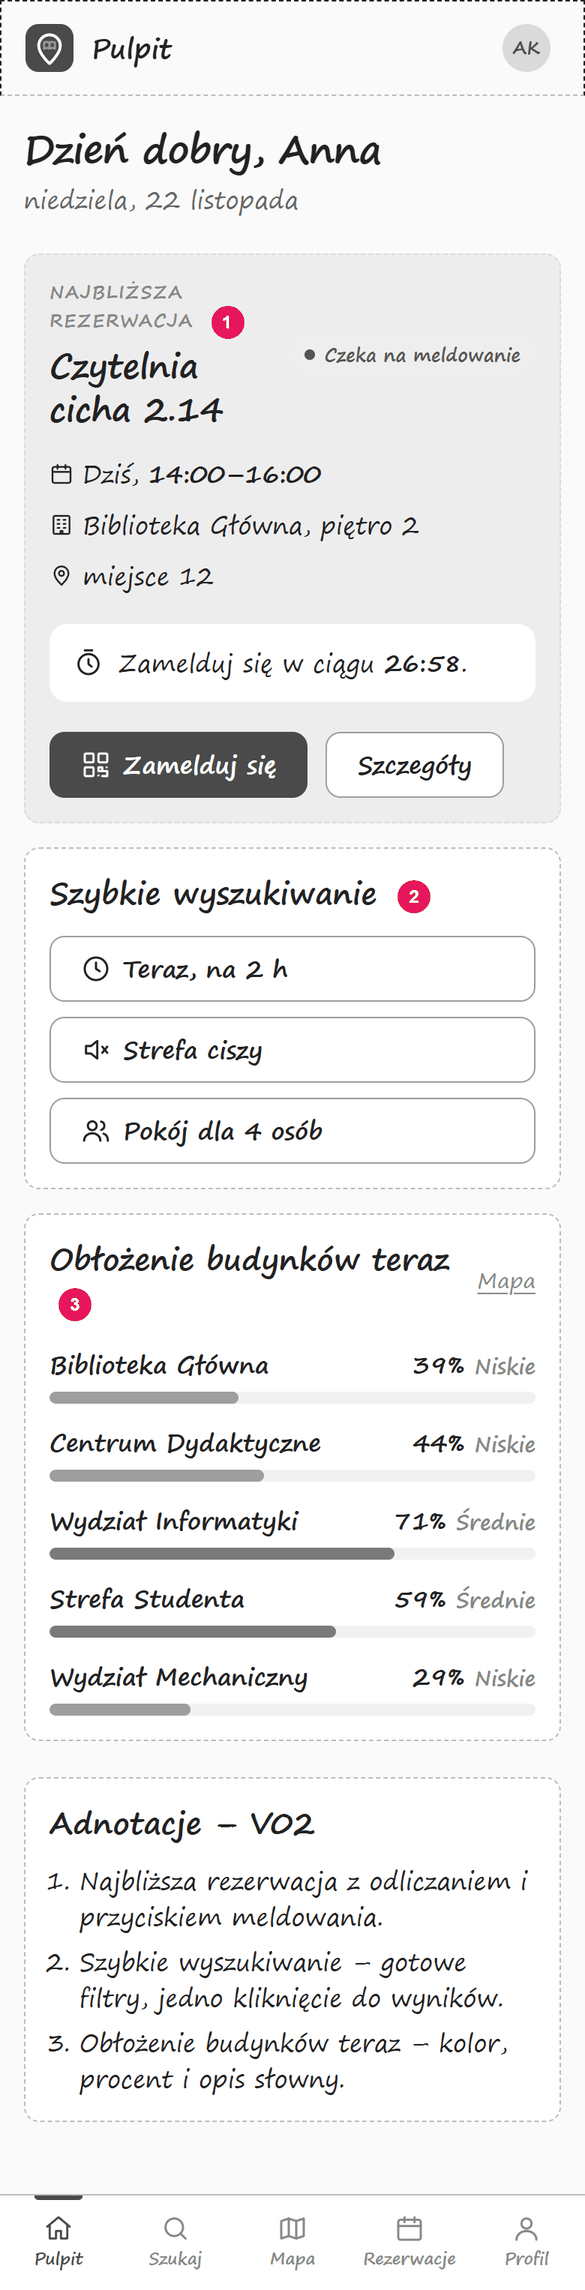 Pulpit
AK
Dzień dobry, Anna
niedziela, 22 listopada
NAJBLIŻSZA
REZERWACJA 1
Czytelnia
cicha 2.14
Czeka na meldowanie
Dziś, 14:00–16:00
Biblioteka Główna, piętro 2
miejsce 12
Zamelduj się w ciągu 26:58.
Zamelduj się
Szczegóły
Szybkie wyszukiwanie 2
Teraz, na 2 h
Strefa ciszy
Pokój dla 4 osób
Obłożenie budynków teraz
3
Mapa
Biblioteka Główna 39% Niskie
Centrum Dydaktyczne 44% Niskie
Wydział Informatyki 71% Średnie
Strefa Studenta 59% Średnie
Wydział Mechaniczny 29% Niskie
Adnotacje – V02
1. Najbliższa rezerwacja z odliczaniem i
przyciskiem meldowania.
2. Szybkie wyszukiwanie – gotowe
filtry, jedno kliknięcie do wyników.
3. Obłożenie budynków teraz – kolor,
procent i opis słowny.
Pulpit
Szukaj
Mapa
Rezerwacje
Profil